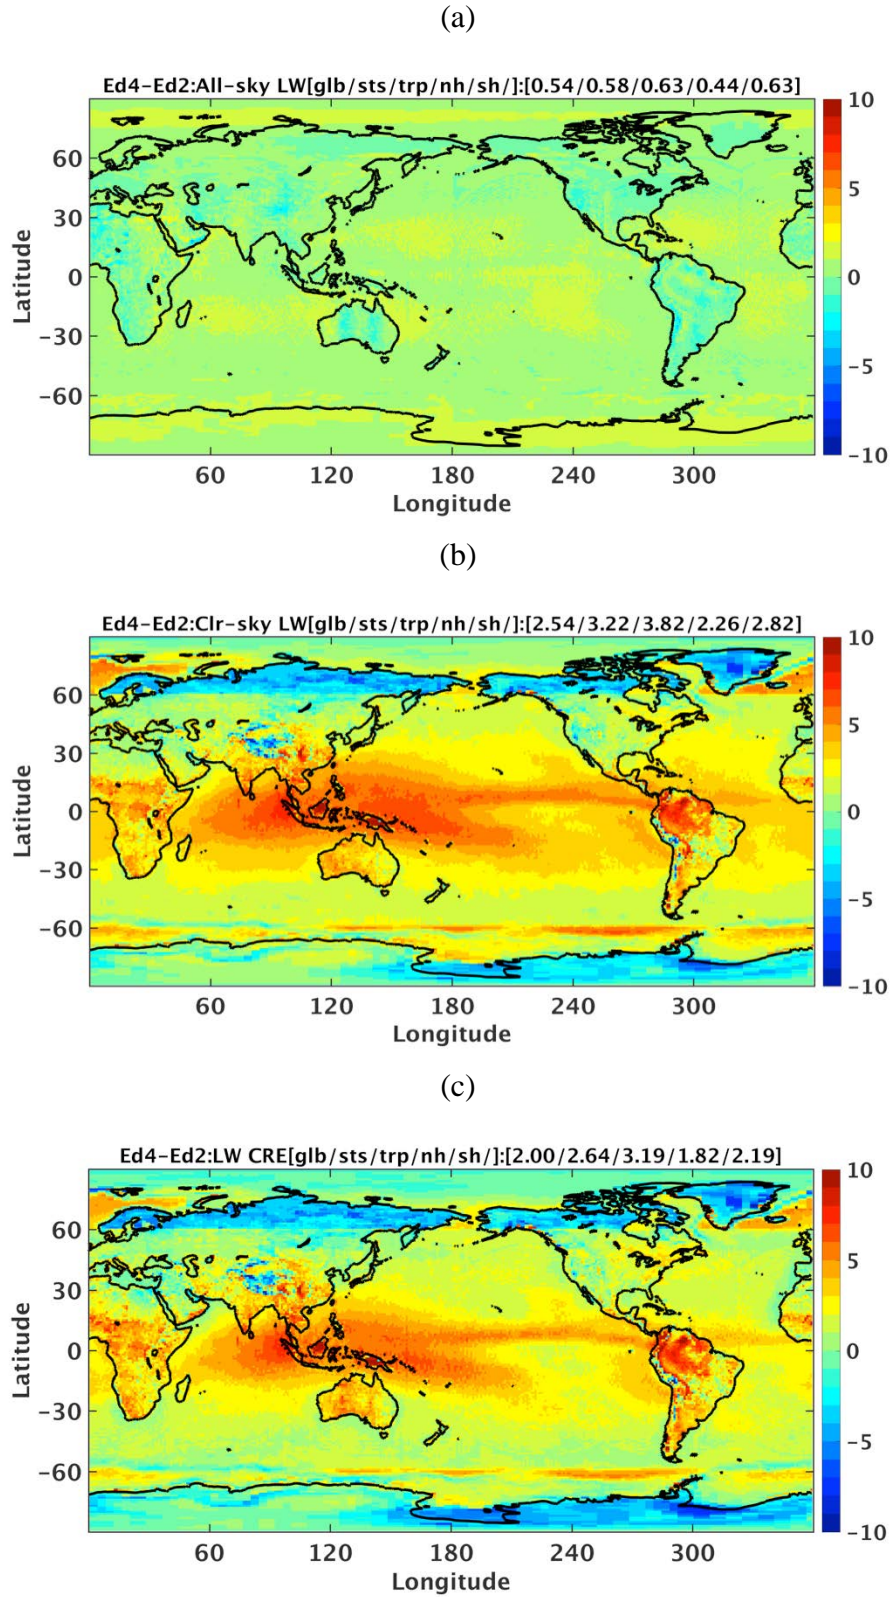 (a)
Ed4-Ed2:All-sky LW[glb/sts/trp/nh/sh/]:[0.54/0.58/0.63/0.44/0.63]
10
60
5
30
Latitude
0
0
-30
-5
-60
-10
60 120 180 240 300
Longitude
(b)
Ed4-Ed2:Clr-sky LW[glb/sts/trp/nh/sh/]:[2.54/3.22/3.82/2.26/2.82]
10
60
5
30
Latitude
0
0
-30
-5
-60
-10
60 120 180 240 300
Longitude
(c)
Ed4-Ed2:LW CRE[glb/sts/trp/nh/sh/]:[2.00/2.64/3.19/1.82/2.19]
10
60
5
30
Latitude
0
0
-30
-5
-60
-10
60 120 180 240 300
Longitude